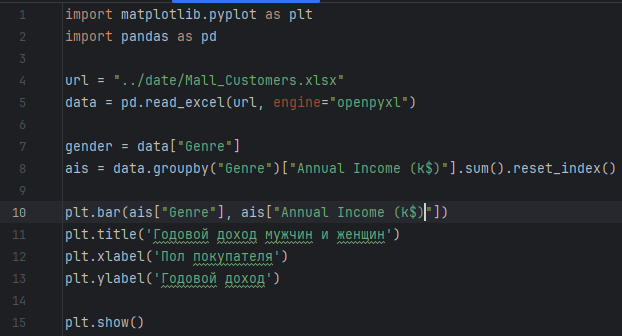 1 import matplotlib.pyplot as plt
2 import pandas as pd
3
4 url = "../date/Mall_Customers.xlsx"
5 data = pd.read_excel(url, engine="openpyxl")
6
7 gender = data["Genre"]
8 ais = data.groupby("Genre")["Annual Income (k$)"].sum().reset_index()
9
10 plt.bar(ais["Genre"], ais["Annual Income (k$)"])
11 plt.title('Годовой доход мужчин и женщин')
12 plt.xlabel('Пол покупателя')
13 plt.ylabel('Годовой доход')
14
15 plt.show()